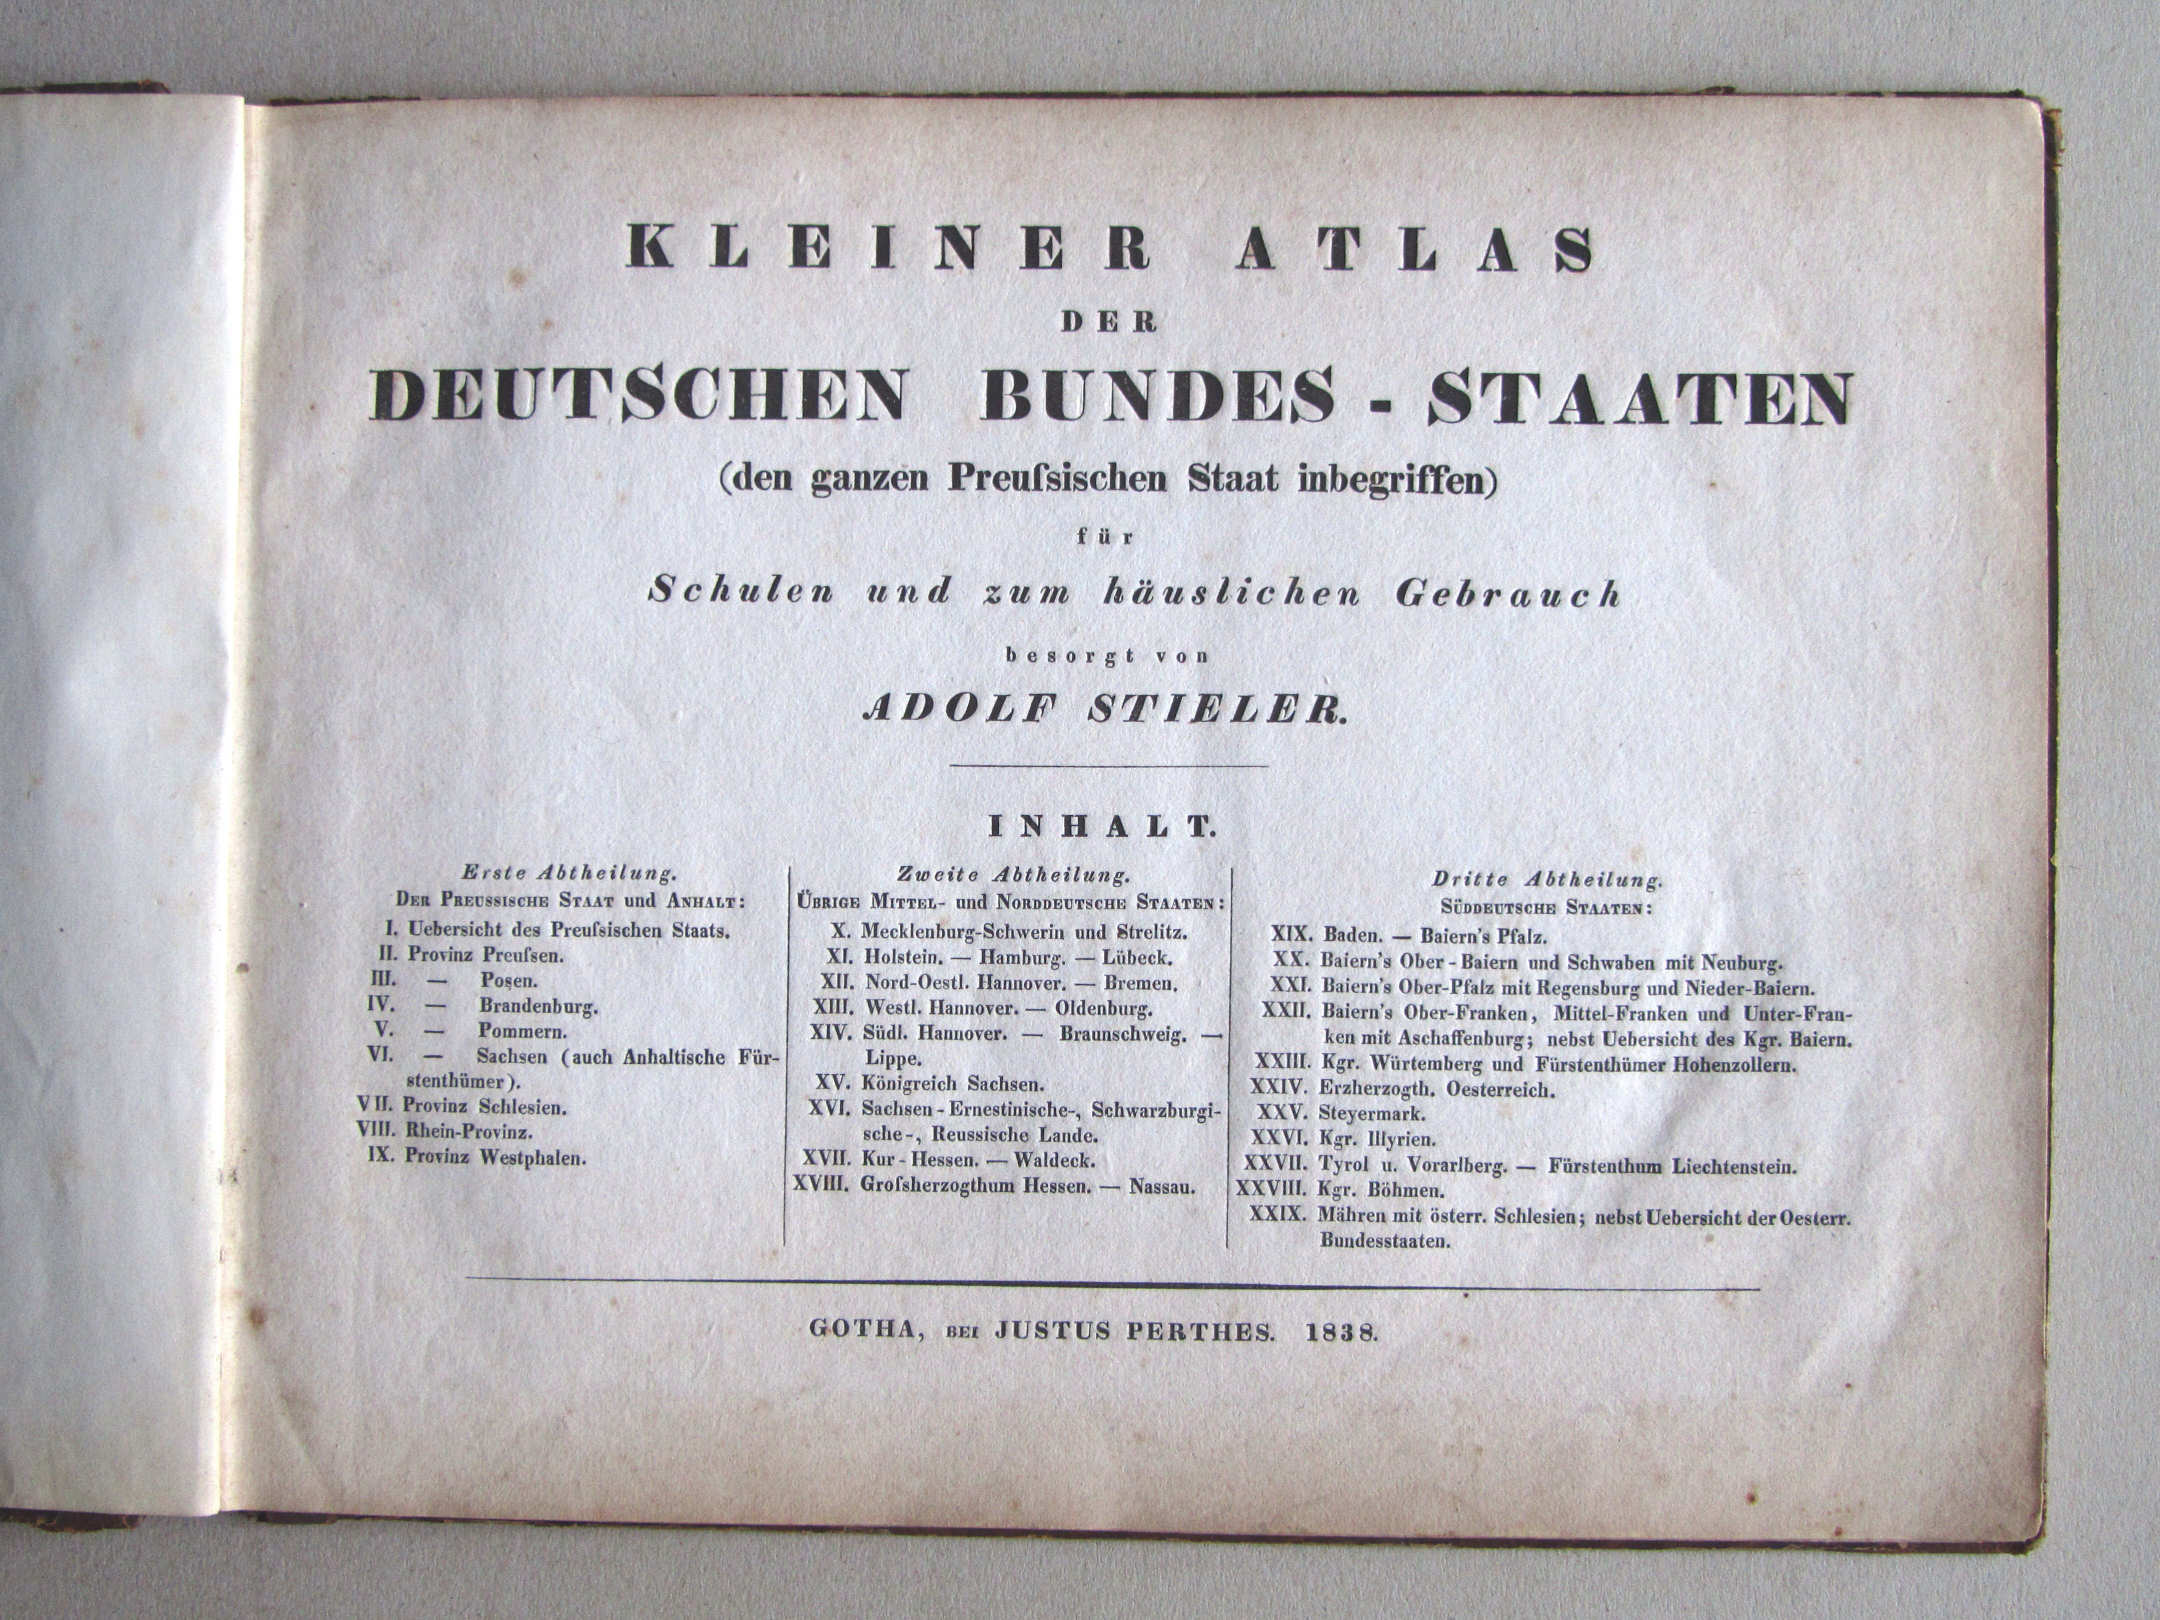 KLEINER ATLAS
DER
DEUTSCHEN BUNDES - STAATEN
(den ganzen Preuſsischen Staat inbegriffen)
für
Schulen und zum häuslichen Gebrauch
besorgt von
ADOLF STIELER.
INHALT.
Erste Abtheilung.
DER PREUSSISCHE STAAT und ANHALT:
I. Uebersicht des Preuſsischen Staats.
II. Provinz Preuſsen.
III. — Posen.
IV. — Brandenburg.
V. — Pommern.
VI. — Sachsen (auch Anhaltische Für-
stenthümer).
VII. Provinz Schlesien.
VIII. Rhein-Provinz.
IX. Provinz Westphalen.
Zweite Abtheilung.
ÜBRIGE MITTEL- und NORDDEUTSCHE STAATEN:
X. Mecklenburg-Schwerin und Strelitz.
XI. Holstein. — Hamburg. — Lübeck.
XII. Nord-Oestl. Hannover. — Bremen.
XIII. Westl. Hannover. — Oldenburg.
XIV. Südl. Hannover. — Braunschweig. —
Lippe.
XV. Königreich Sachsen.
XVI. Sachsen-Ernestinische-, Schwarzburgi-
sche-, Reussische Lande.
XVII. Kur-Hessen. — Waldeck.
XVIII. Groſsherzogthum Hessen. — Nassau.
Dritte Abtheilung.
SÜDDEUTSCHE STAATEN:
XIX. Baden. — Baiern's Pfalz.
XX. Baiern's Ober-Baiern und Schwaben mit Neuburg.
XXI. Baiern's Ober-Pfalz mit Regensburg und Nieder-Baiern.
XXII. Baiern's Ober-Franken, Mittel-Franken und Unter-Fran-
ken mit Aschaffenburg; nebst Uebersicht des Kgr. Baiern.
XXIII. Kgr. Würtemberg und Fürstenthümer Hohenzollern.
XXIV. Erzherzogth. Oesterreich.
XXV. Steyermark.
XXVI. Kgr. Illyrien.
XXVII. Tyrol u. Vorarlberg. — Fürstenthum Liechtenstein.
XXVIII. Kgr. Böhmen.
XXIX. Mähren mit österr. Schlesien; nebst Uebersicht der Oesterr.
Bundesstaaten.
GOTHA, BEI JUSTUS PERTHES. 1838.